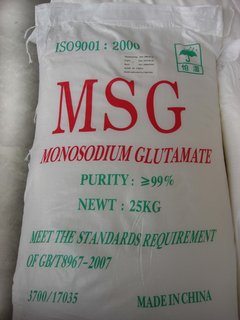 ISO9001 : 2000
MSG
MONOSODIUM GLUTAMATE
PURITY : ≥99%
NEWT : 25KG
MEET THE STANDARDS REQUIREMENT
OF GB/T8967-2007
3700/17035 MADE IN CHINA